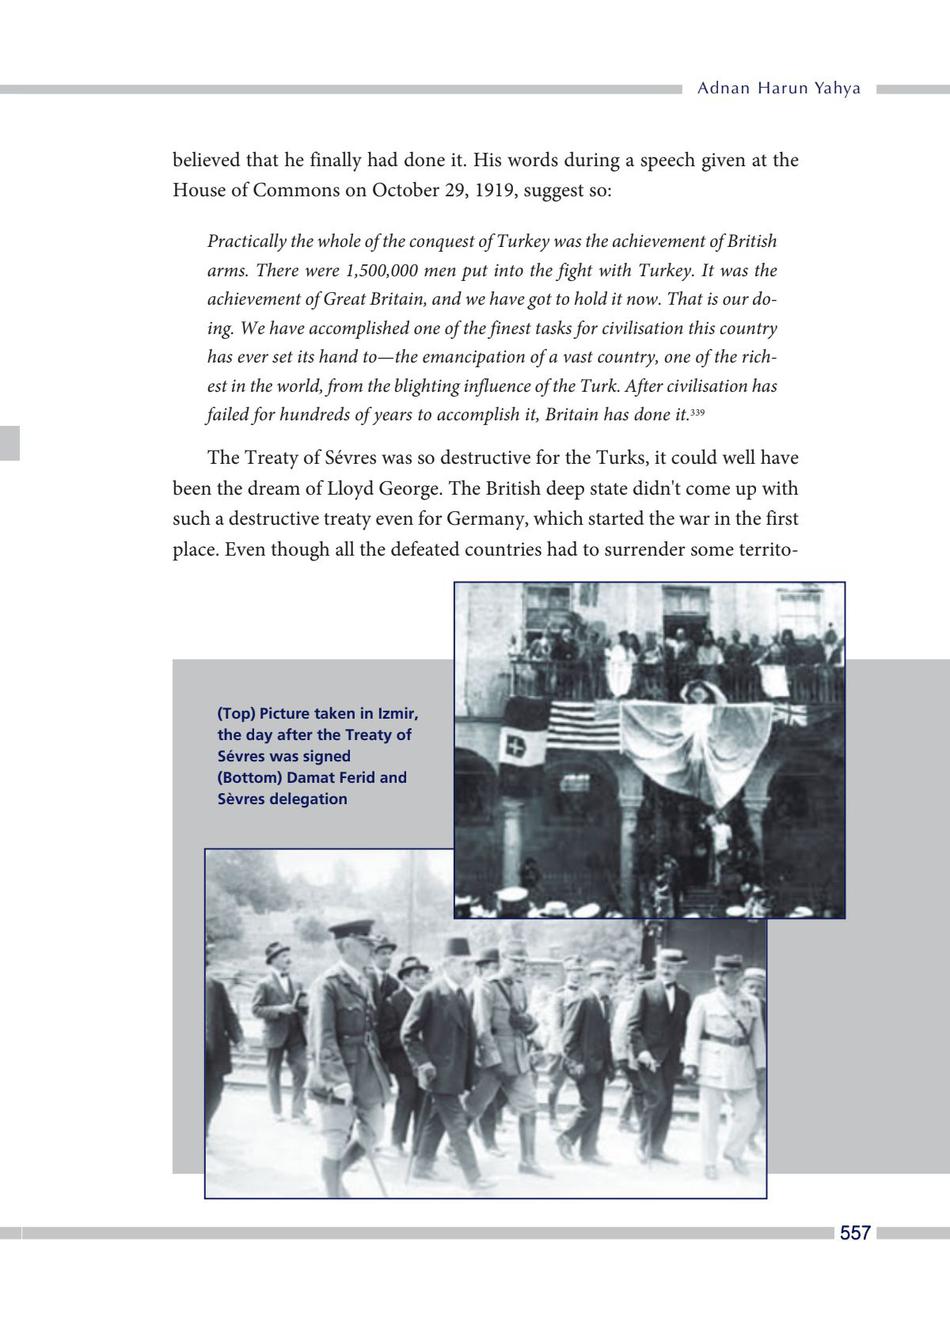 Adnan Harun Yahya
believed that he finally had done it. His words during a speech given at the
House of Commons on October 29, 1919, suggest so:
Practically the whole of the conquest of Turkey was the achievement of British
arms. There were 1,500,000 men put into the fight with Turkey. It was the
achievement of Great Britain, and we have got to hold it now. That is our do-
ing. We have accomplished one of the finest tasks for civilisation this country
has ever set its hand to—the emancipation of a vast country, one of the rich-
est in the world, from the blighting influence of the Turk. After civilisation has
failed for hundreds of years to accomplish it, Britain has done it.³³⁹
The Treaty of Sévres was so destructive for the Turks, it could well have
been the dream of Lloyd George. The British deep state didn't come up with
such a destructive treaty even for Germany, which started the war in the first
place. Even though all the defeated countries had to surrender some territo-
(Top) Picture taken in Izmir,
the day after the Treaty of
Sévres was signed
(Bottom) Damat Ferid and
Sèvres delegation
557